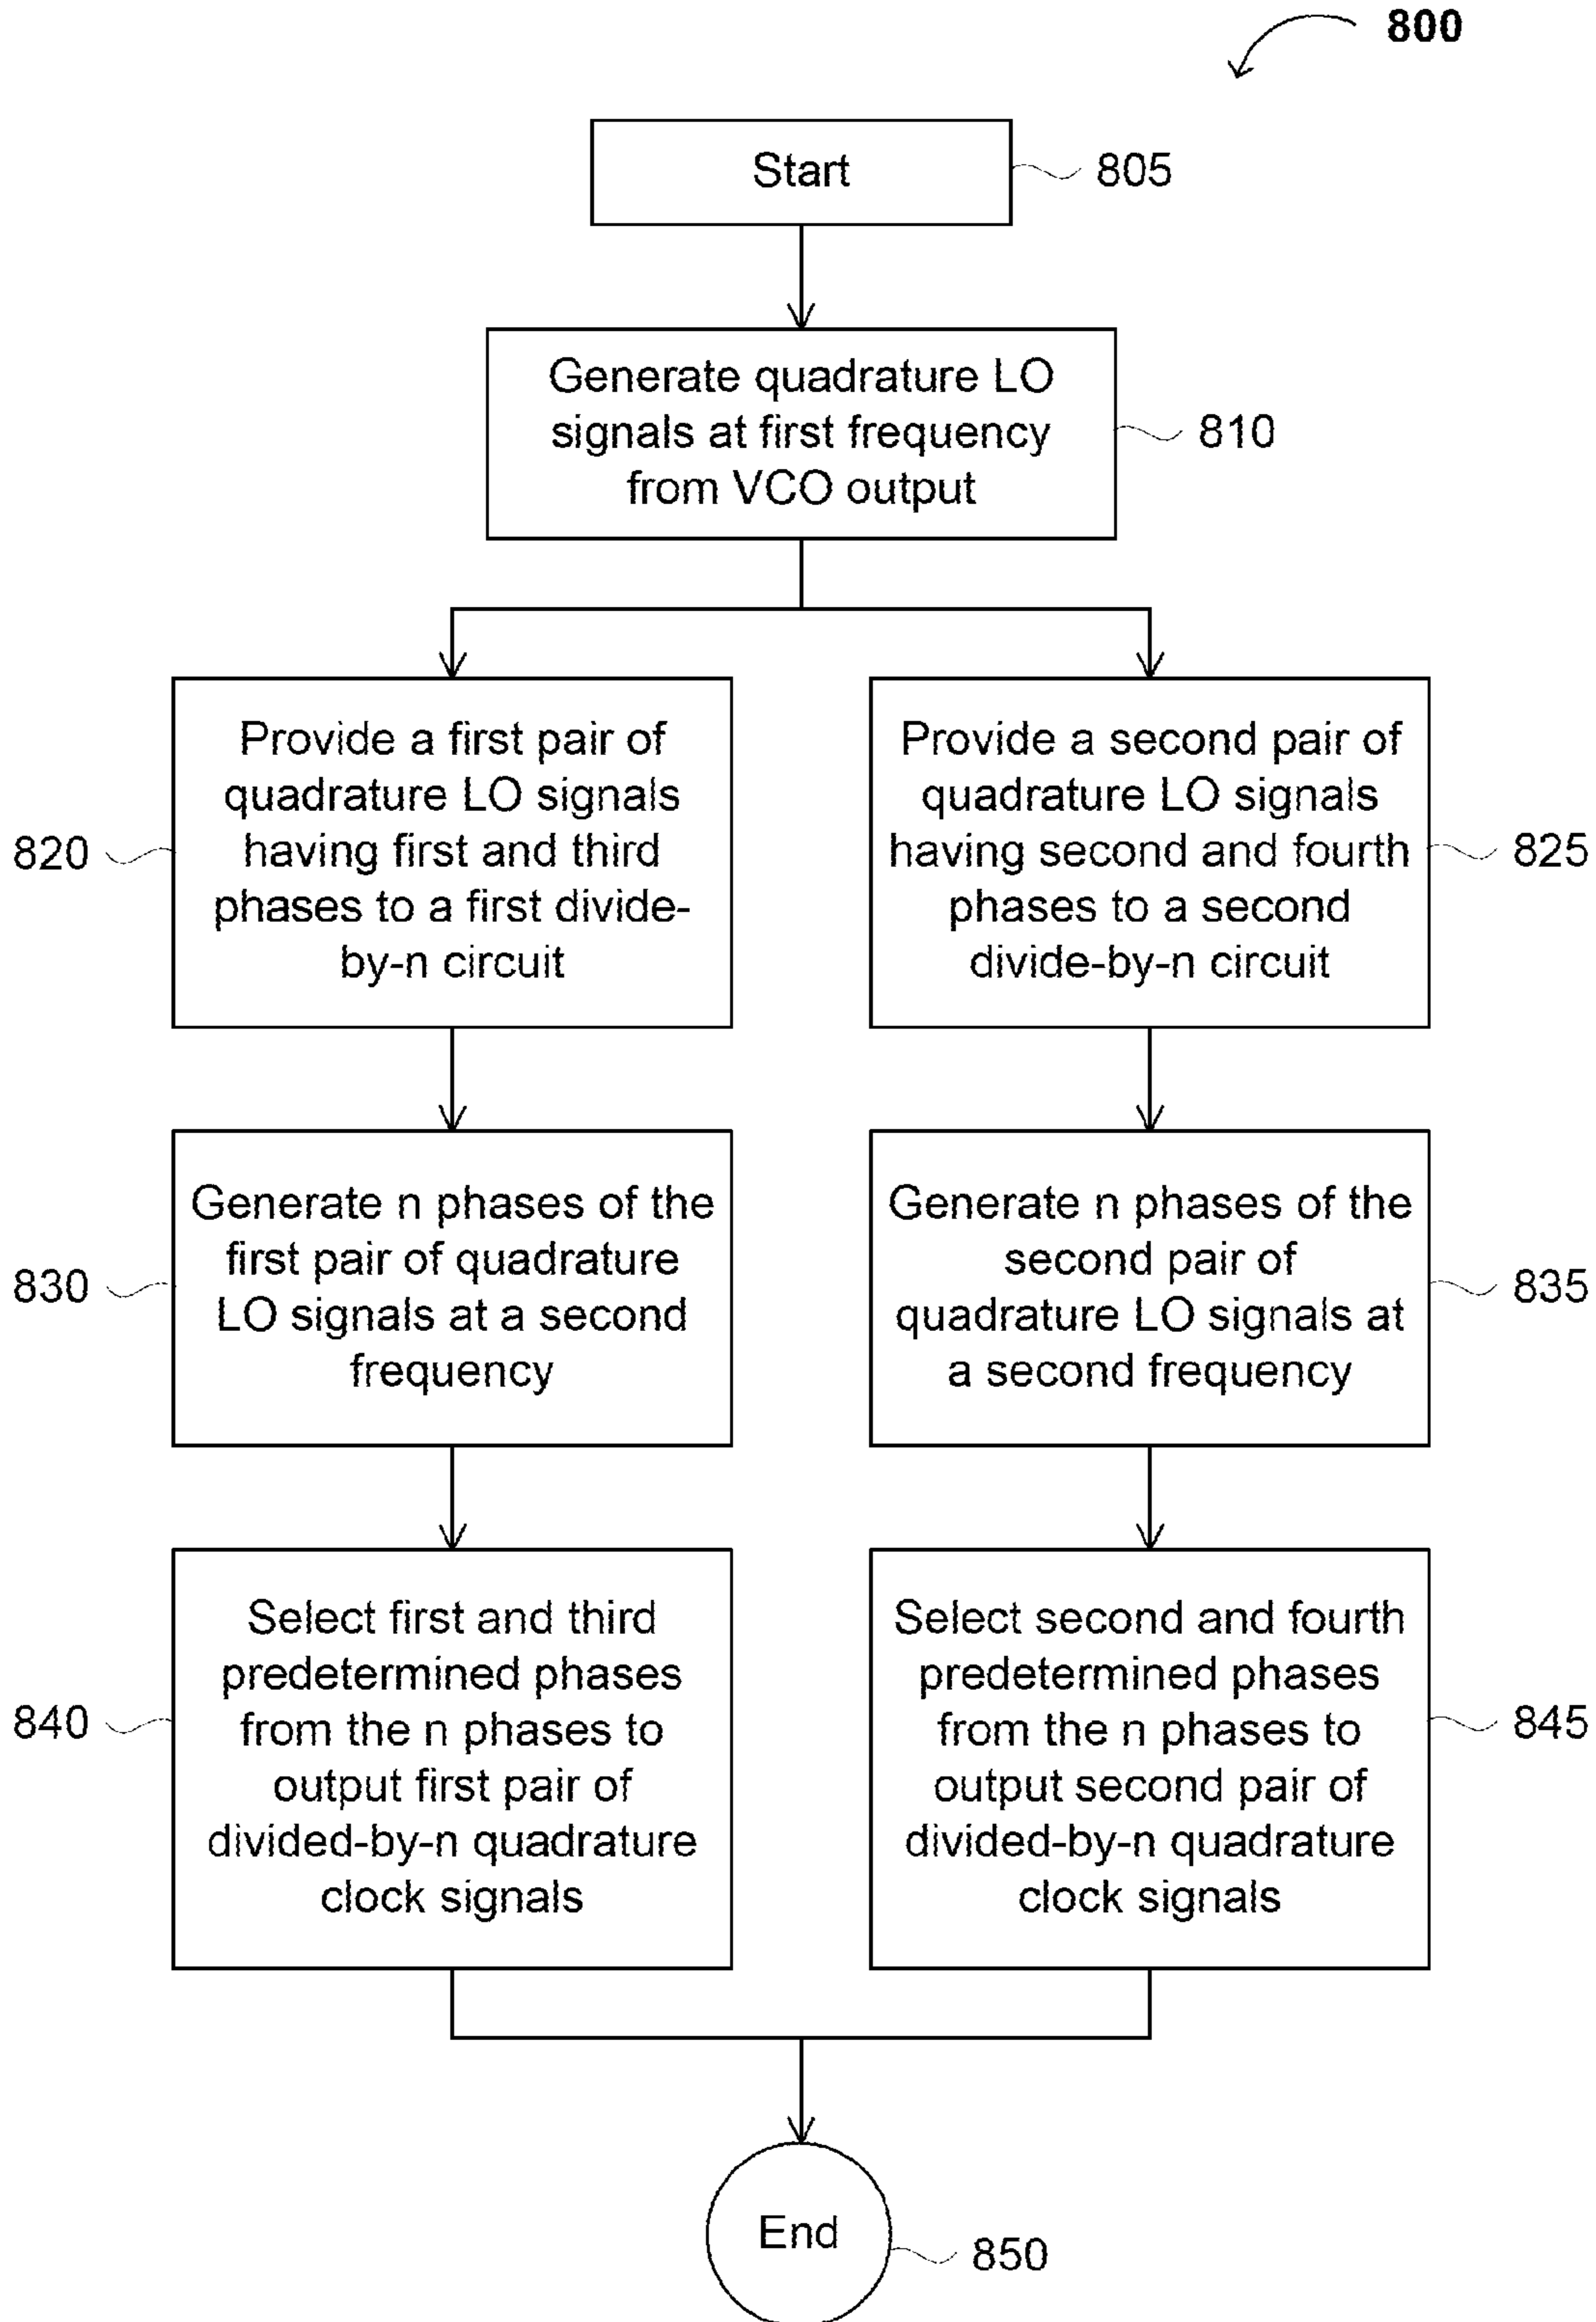 800
Start
805
Generate quadrature LO
signals at first frequency
from VCO output
810
Provide a first pair of
quadrature LO signals
having first and third
phases to a first divide-
by-n circuit
820
Provide a second pair of
quadrature LO signals
having second and fourth
phases to a second
divide-by-n circuit
825
Generate n phases of the
first pair of quadrature
LO signals at a second
frequency
830
Generate n phases of the
second pair of
quadrature LO signals at
a second frequency
835
Select first and third
predetermined phases
from the n phases to
output first pair of
divided-by-n quadrature
clock signals
840
Select second and fourth
predetermined phases
from the n phases to
output second pair of
divided-by-n quadrature
clock signals
845
End
850